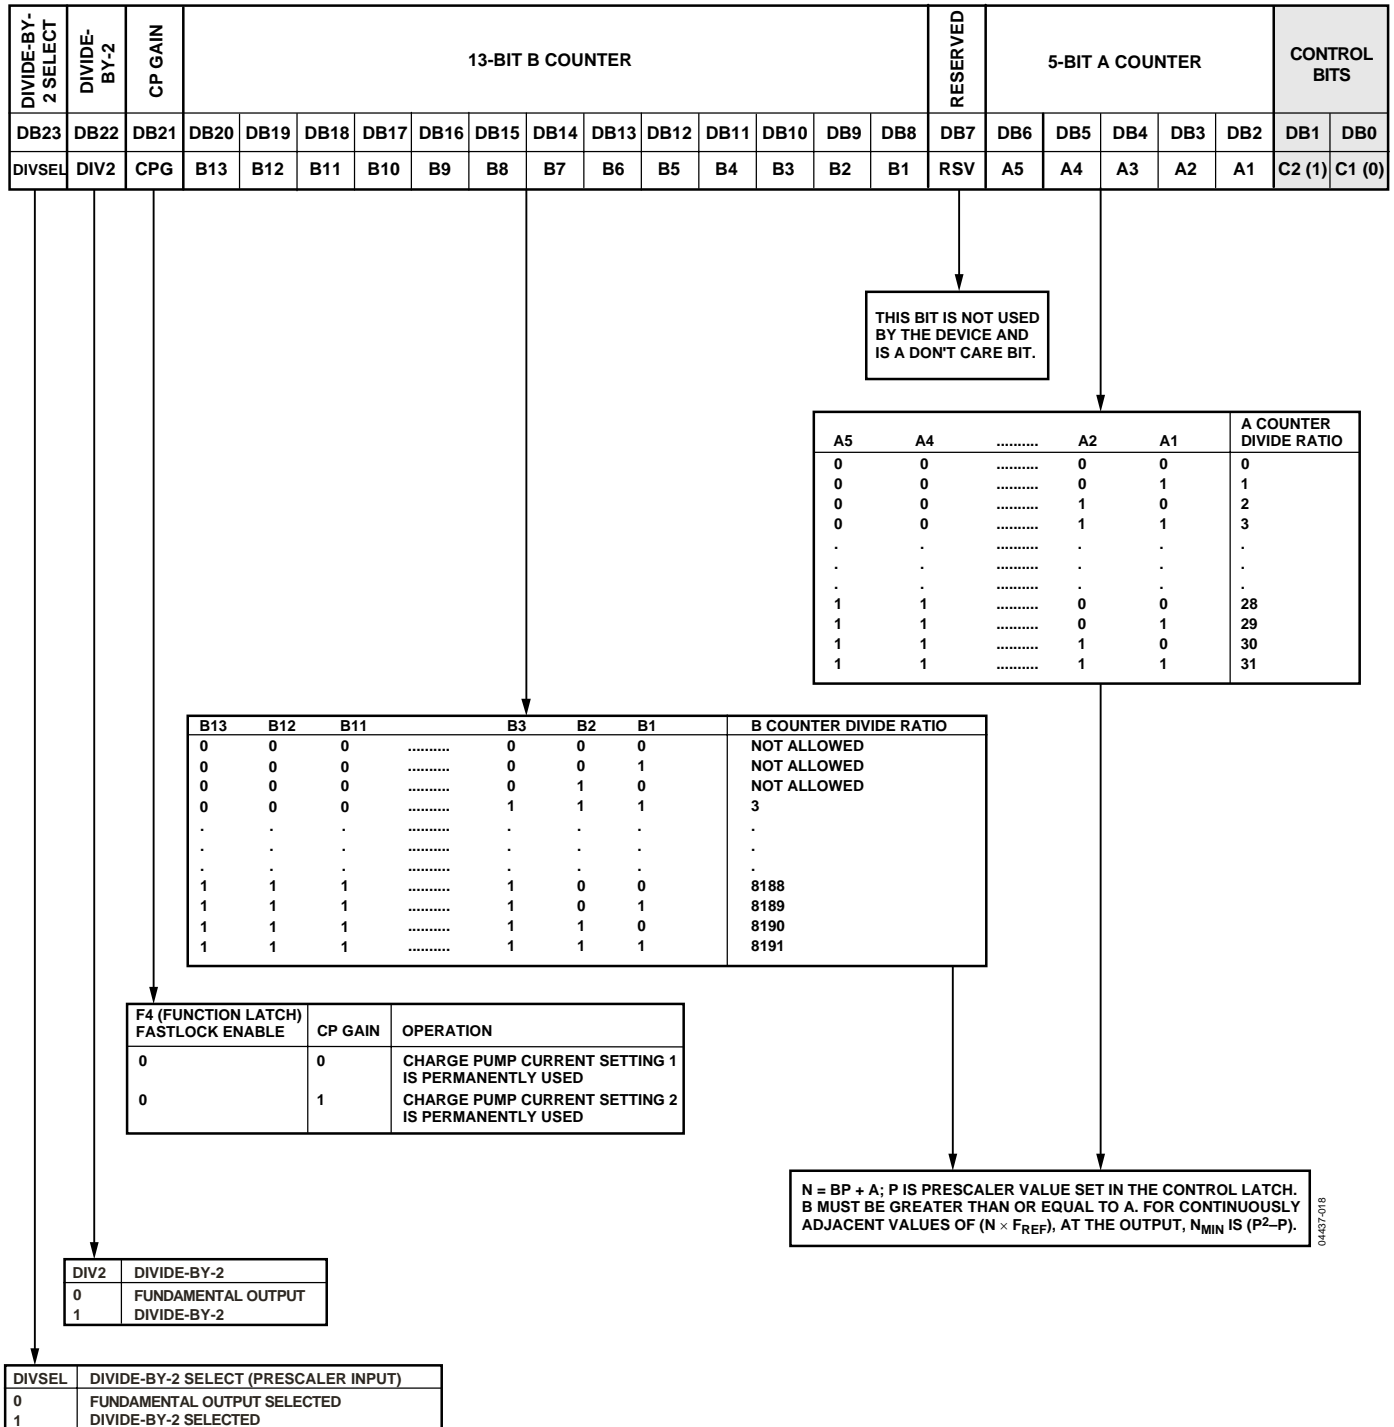 DIVIDE-BY-
2 SELECT
DIVIDE-
BY-2
CP GAIN
13-BIT B COUNTER
RESERVED
5-BIT A COUNTER
CONTROL
BITS
DB23 DB22 DB21 DB20 DB19 DB18 DB17 DB16 DB15 DB14 DB13 DB12 DB11 DB10 DB9 DB8 DB7 DB6 DB5 DB4 DB3 DB2 DB1 DB0
DIVSEL DIV2 CPG B13 B12 B11 B10 B9 B8 B7 B6 B5 B4 B3 B2 B1 RSV A5 A4 A3 A2 A1 C2 (1) C1 (0)
THIS BIT IS NOT USED
BY THE DEVICE AND
IS A DON'T CARE BIT.
A5 A4 .......... A2 A1 A COUNTER
DIVIDE RATIO
0 0 .......... 0 0 0
0 0 .......... 0 1 1
0 0 .......... 1 0 2
0 0 .......... 1 1 3
. . .......... . . .
. . .......... . . .
. . .......... . . .
1 1 .......... 0 0 28
1 1 .......... 0 1 29
1 1 .......... 1 0 30
1 1 .......... 1 1 31
B13 B12 B11 B3 B2 B1 B COUNTER DIVIDE RATIO
0 0 0 .......... 0 0 0 NOT ALLOWED
0 0 0 .......... 0 0 1 NOT ALLOWED
0 0 0 .......... 0 1 0 NOT ALLOWED
0 0 0 .......... 1 1 1 3
. . . .......... . . . .
. . . .......... . . . .
. . . .......... . . . .
1 1 1 .......... 1 0 0 8188
1 1 1 .......... 1 0 1 8189
1 1 1 .......... 1 1 0 8190
1 1 1 .......... 1 1 1 8191
F4 (FUNCTION LATCH)
FASTLOCK ENABLE CP GAIN OPERATION
0 0 CHARGE PUMP CURRENT SETTING 1
IS PERMANENTLY USED
0 1 CHARGE PUMP CURRENT SETTING 2
IS PERMANENTLY USED
N = BP + A; P IS PRESCALER VALUE SET IN THE CONTROL LATCH.
B MUST BE GREATER THAN OR EQUAL TO A. FOR CONTINUOUSLY
ADJACENT VALUES OF (N × FREF), AT THE OUTPUT, NMIN IS (P²–P).
04437-018
DIV2 DIVIDE-BY-2
0 FUNDAMENTAL OUTPUT
1 DIVIDE-BY-2
DIVSEL DIVIDE-BY-2 SELECT (PRESCALER INPUT)
0 FUNDAMENTAL OUTPUT SELECTED
1 DIVIDE-BY-2 SELECTED